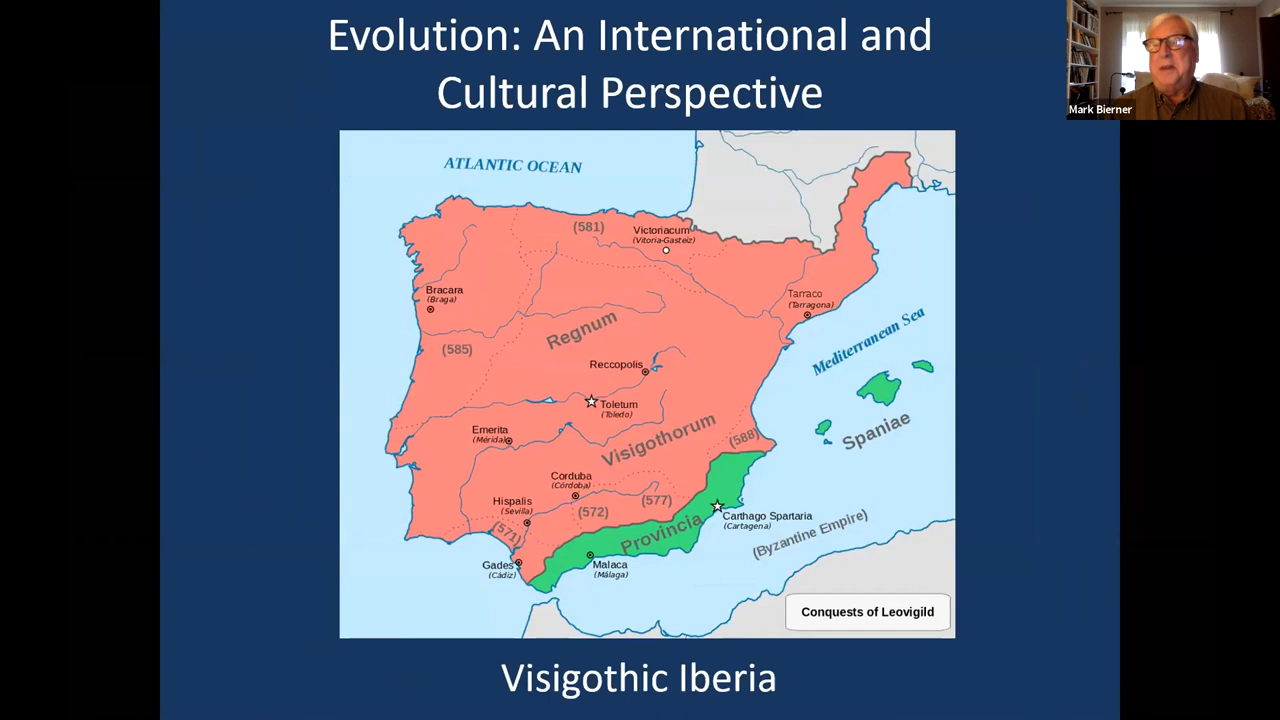 Evolution: An International and
Cultural Perspective
Mark Bierner
ATLANTIC OCEAN
(581)
Victoriacum
(Vitoria-Gasteiz)
Bracara
(Braga)
Tarraco
(Tarragona)
(585)
Regnum
Mediterranean Sea
Reccopolis
Toletum
(Toledo)
Emerita
(Mérida)
Visigothorum
(588)
Spaniae
Corduba
(Córdoba)
Hispalis
(Sevilla)
(577)
(572)
(571)
Provincia
Carthago Spartaria
(Cartagena)
(Byzantine Empire)
Gades
(Cádiz)
Malaca
(Málaga)
Conquests of Leovigild
Visigothic Iberia